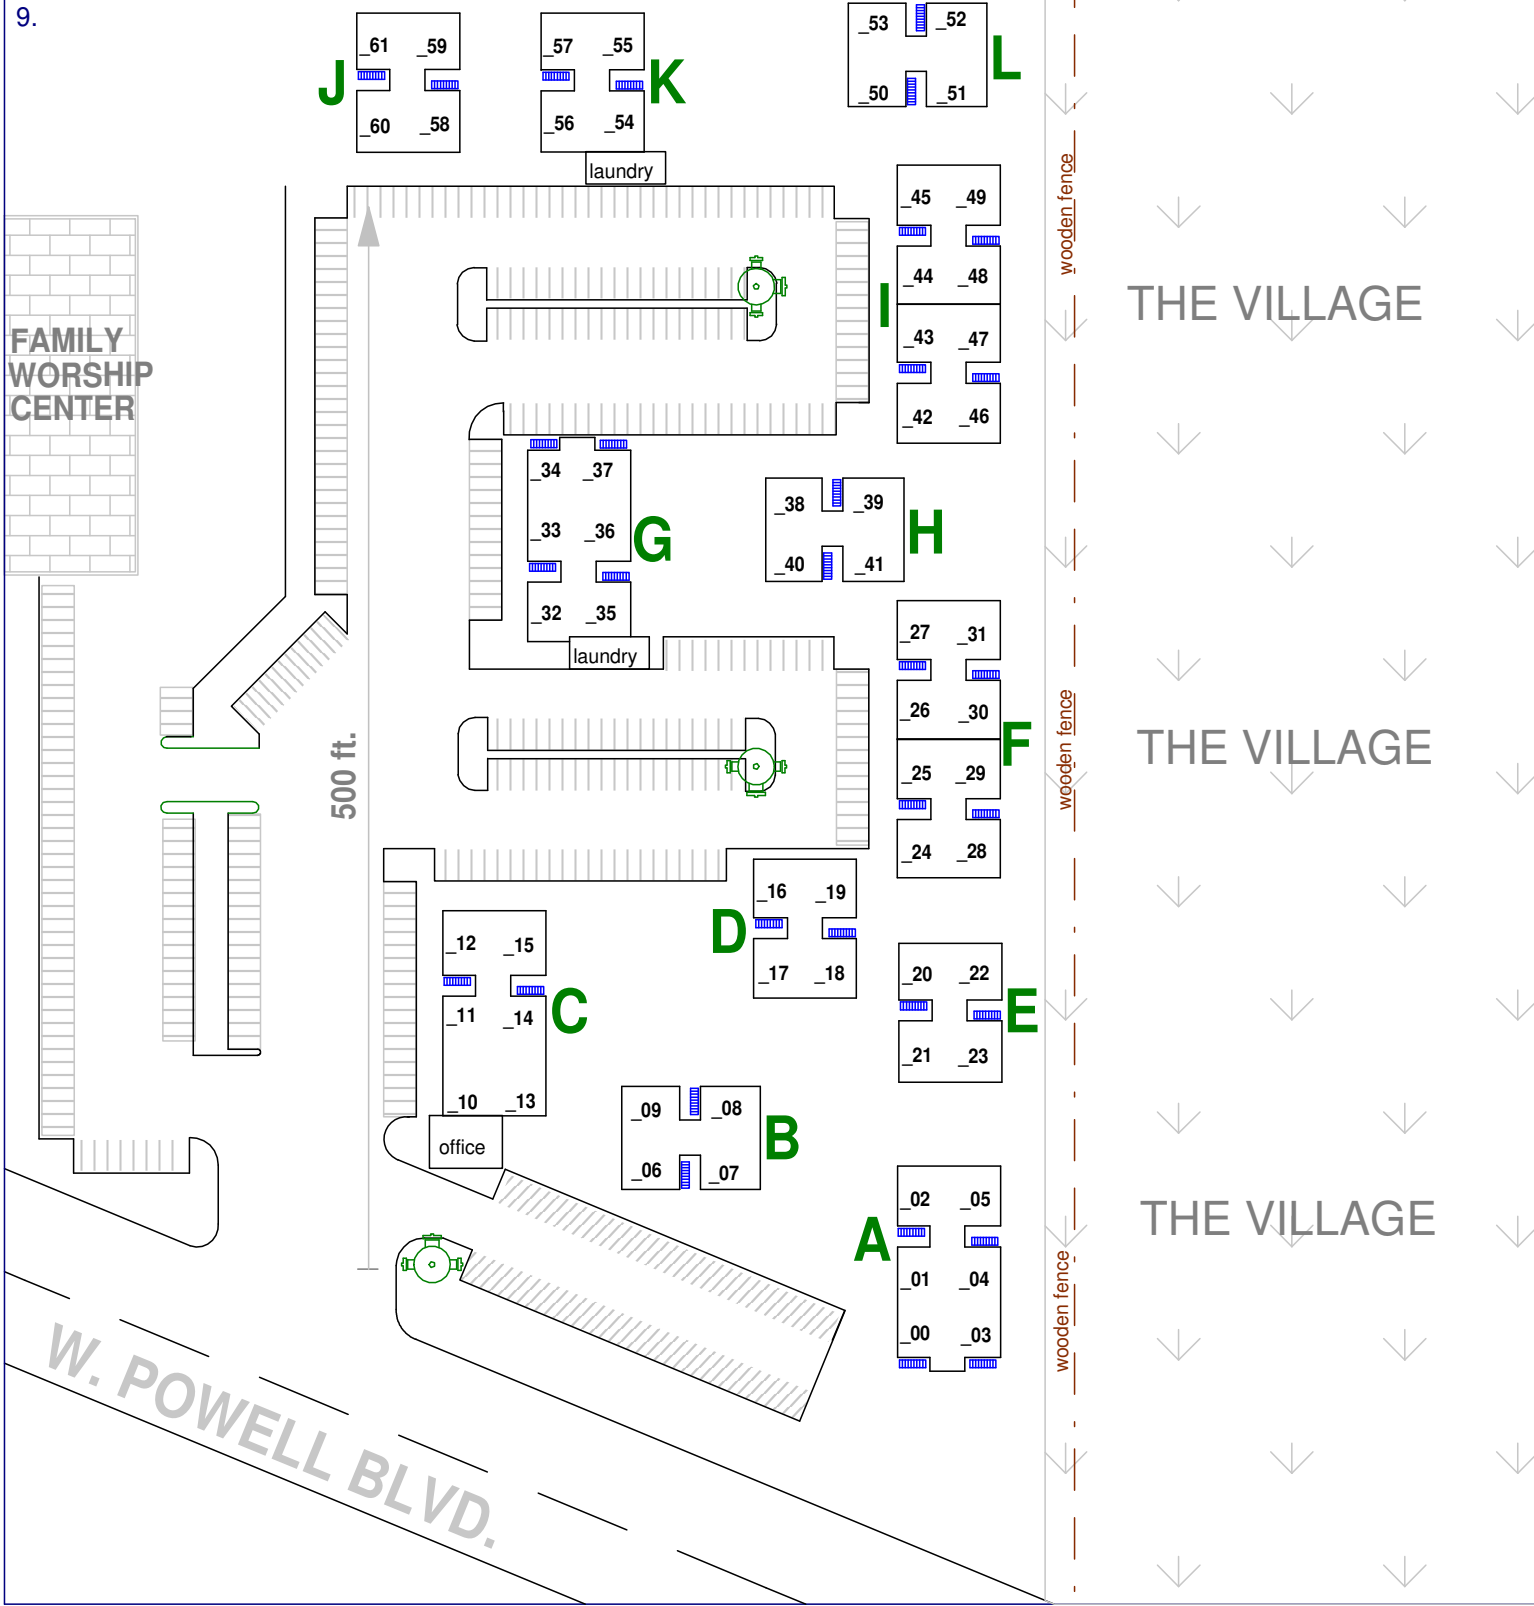 9.
_53 _52
L
_50 _51
_61 _59
J
_60 _58
_57 _55
K
_56 _54
laundry
_45 _49
_44 _48
I
_43 _47
_42 _46
wooden fence
THE VILLAGE
FAMILY
WORSHIP
CENTER
_34 _37
_33 _36
G
_32 _35
laundry
_38 _39
H
_40 _41
_27 _31
_26 _30
F
_25 _29
_24 _28
wooden fence
THE VILLAGE
500 ft.
_16 _19
D
_17 _18
_12 _15
C
_11 _14
_10 _13
office
_20 _22
E
_21 _23
_09 _08
B
_06 _07
_02 _05
A
_01 _04
_00 _03
wooden fence
THE VILLAGE
W. POWELL BLVD.